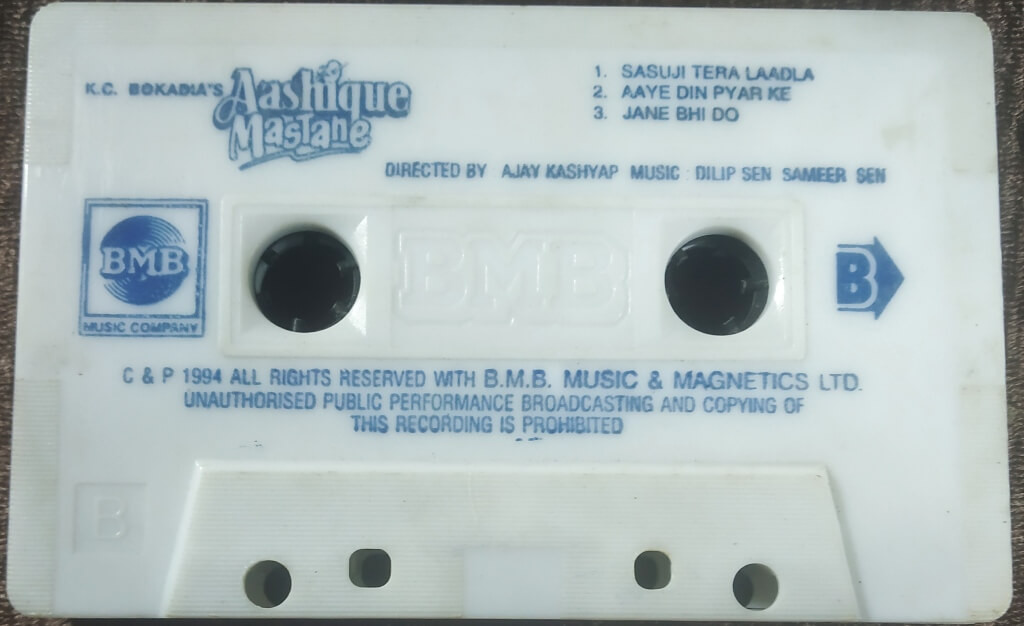 K.C. BOKADIA'S Aashique Mastane
1. SASUJI TERA LAADLA
2. AAYE DIN PYAR KE
3. JANE BHI DO
DIRECTED BY AJAY KASHYAP MUSIC : DILIP SEN SAMEER SEN
BMB
MUSIC COMPANY
BMB
B
C & P 1994 ALL RIGHTS RESERVED WITH B.M.B. MUSIC & MAGNETICS LTD.
UNAUTHORISED PUBLIC PERFORMANCE BROADCASTING AND COPYING OF
THIS RECORDING IS PROHIBITED
B